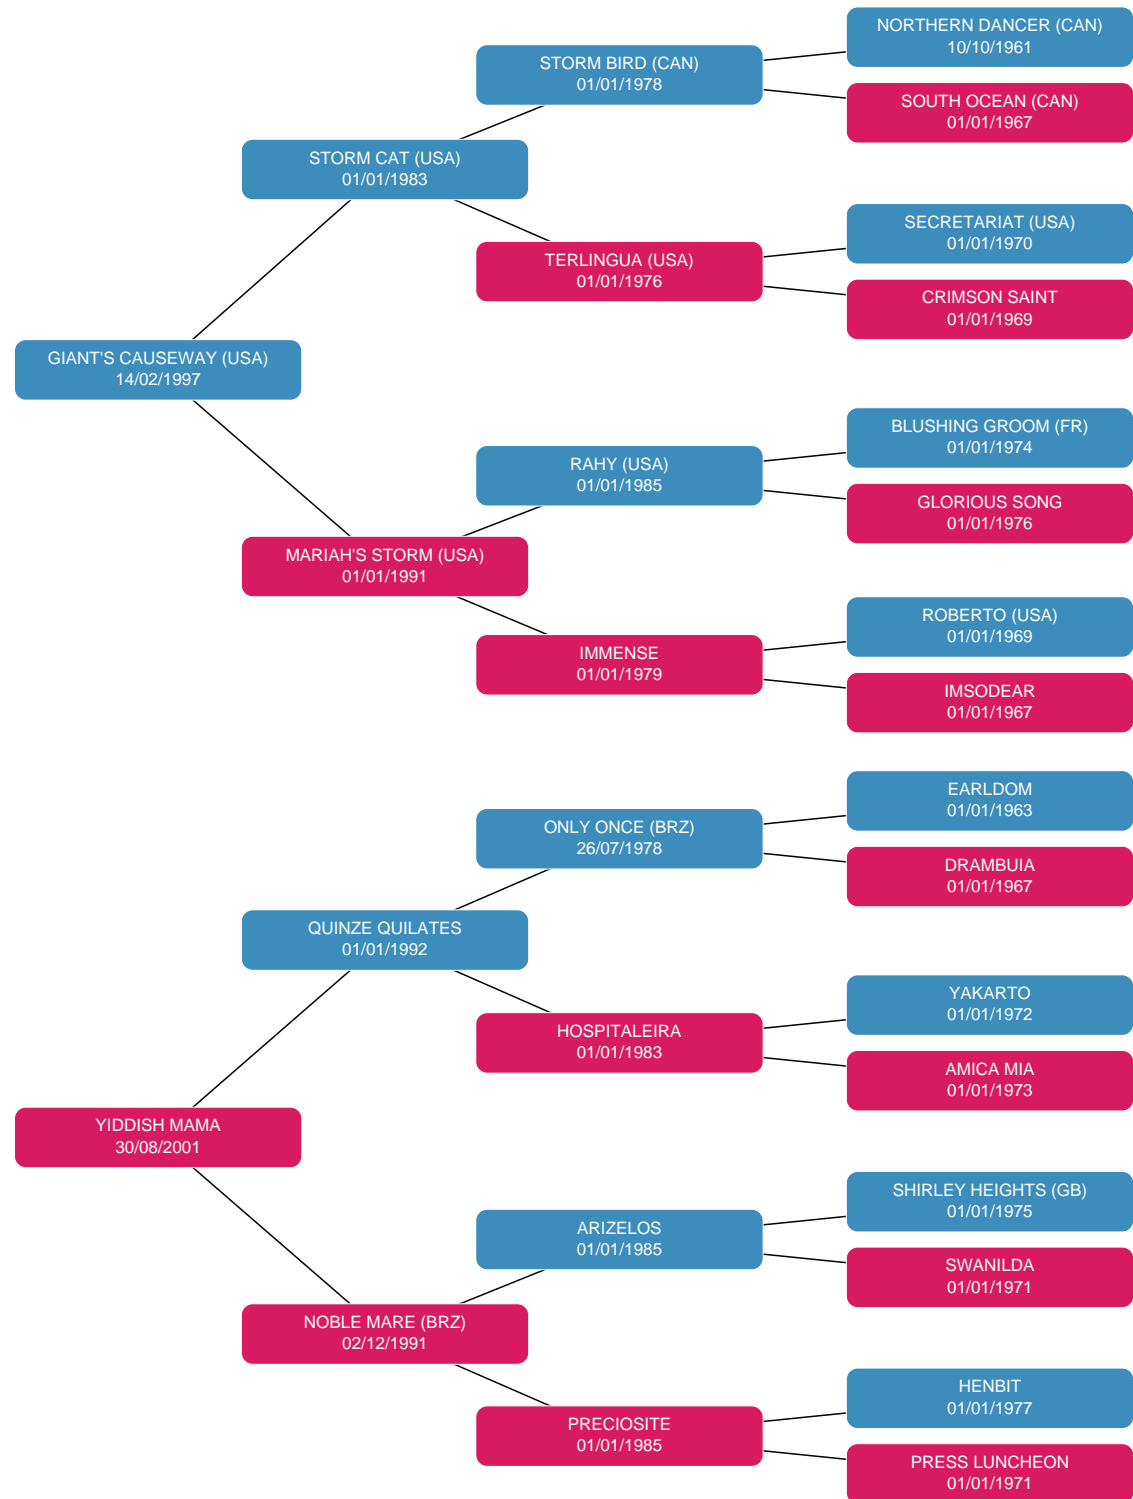 NORTHERN DANCER (CAN)
10/10/1961
STORM BIRD (CAN)
01/01/1978
SOUTH OCEAN (CAN)
01/01/1967
STORM CAT (USA)
01/01/1983
SECRETARIAT (USA)
01/01/1970
TERLINGUA (USA)
01/01/1976
CRIMSON SAINT
01/01/1969
GIANT'S CAUSEWAY (USA)
14/02/1997
BLUSHING GROOM (FR)
01/01/1974
RAHY (USA)
01/01/1985
GLORIOUS SONG
01/01/1976
MARIAH'S STORM (USA)
01/01/1991
ROBERTO (USA)
01/01/1969
IMMENSE
01/01/1979
IMSODEAR
01/01/1967
EARLDOM
01/01/1963
ONLY ONCE (BRZ)
26/07/1978
DRAMBUIA
01/01/1967
QUINZE QUILATES
01/01/1992
YAKARTO
01/01/1972
HOSPITALEIRA
01/01/1983
AMICA MIA
01/01/1973
YIDDISH MAMA
30/08/2001
SHIRLEY HEIGHTS (GB)
01/01/1975
ARIZELOS
01/01/1985
SWANILDA
01/01/1971
NOBLE MARE (BRZ)
02/12/1991
HENBIT
01/01/1977
PRECIOSITE
01/01/1985
PRESS LUNCHEON
01/01/1971